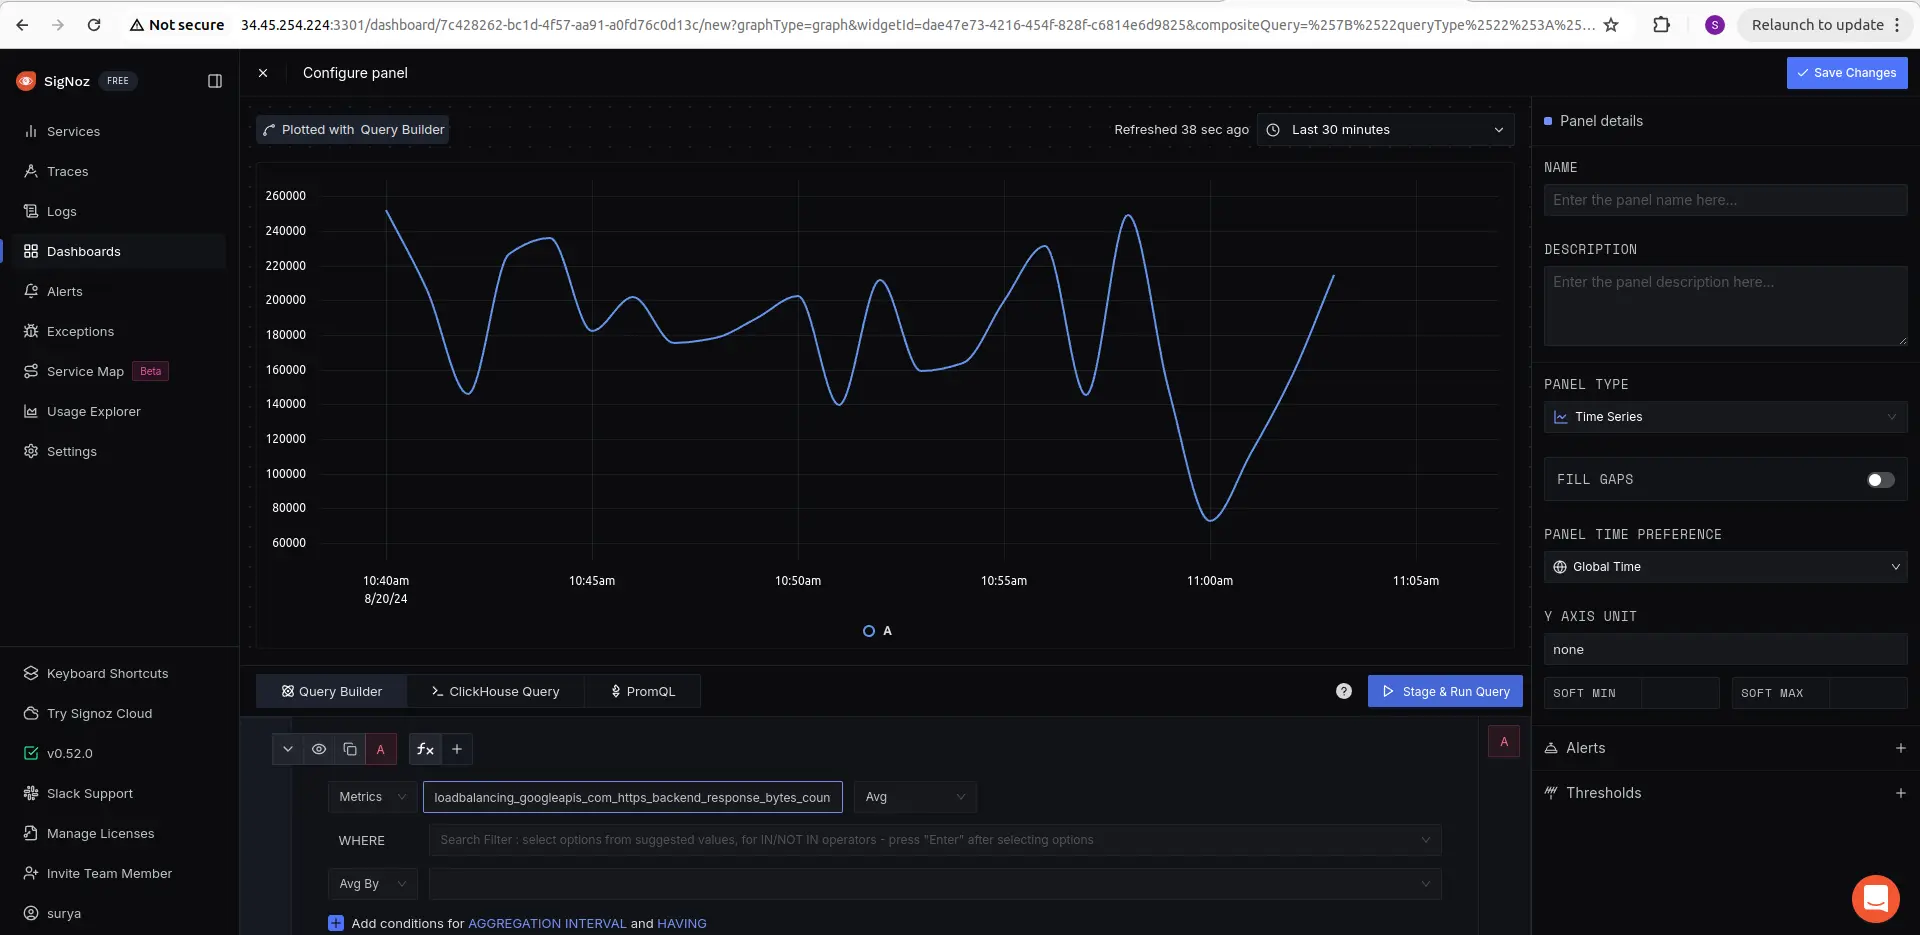 Not secure 34.45.254.224:3301/dashboard/7c428262-bc1d-4f57-aa91-a0fd76c0d13c/new?graphType=graph&widgetId=dae47e73-4216-454f-828f-c6814e6d9825&compositeQuery=%257B%2522queryType%2522%253A%25... S Relaunch to update
SigNoz FREE
Services
Traces
Logs
Dashboards
Alerts
Exceptions
Service Map Beta
Usage Explorer
Settings
Keyboard Shortcuts
Try Signoz Cloud
v0.52.0
Slack Support
Manage Licenses
Invite Team Member
surya
Configure panel
Save Changes
Plotted with Query Builder
Refreshed 38 sec ago Last 30 minutes
260000
240000
220000
200000
180000
160000
140000
120000
100000
80000
60000
10:40am 10:45am 10:50am 10:55am 11:00am 11:05am
8/20/24
A
Query Builder ClickHouse Query PromQL ? Stage & Run Query
A fx + A
Metrics loadbalancing_googleapis_com_https_backend_response_bytes_coun Avg
WHERE Search Filter : select options from suggested values, for IN/NOT IN operators - press "Enter" after selecting options
Avg By
+ Add conditions for AGGREGATION INTERVAL and HAVING
Panel details
NAME
Enter the panel name here...
DESCRIPTION
Enter the panel description here...
PANEL TYPE
Time Series
FILL GAPS
PANEL TIME PREFERENCE
Global Time
Y AXIS UNIT
none
SOFT MIN SOFT MAX
Alerts +
Thresholds +